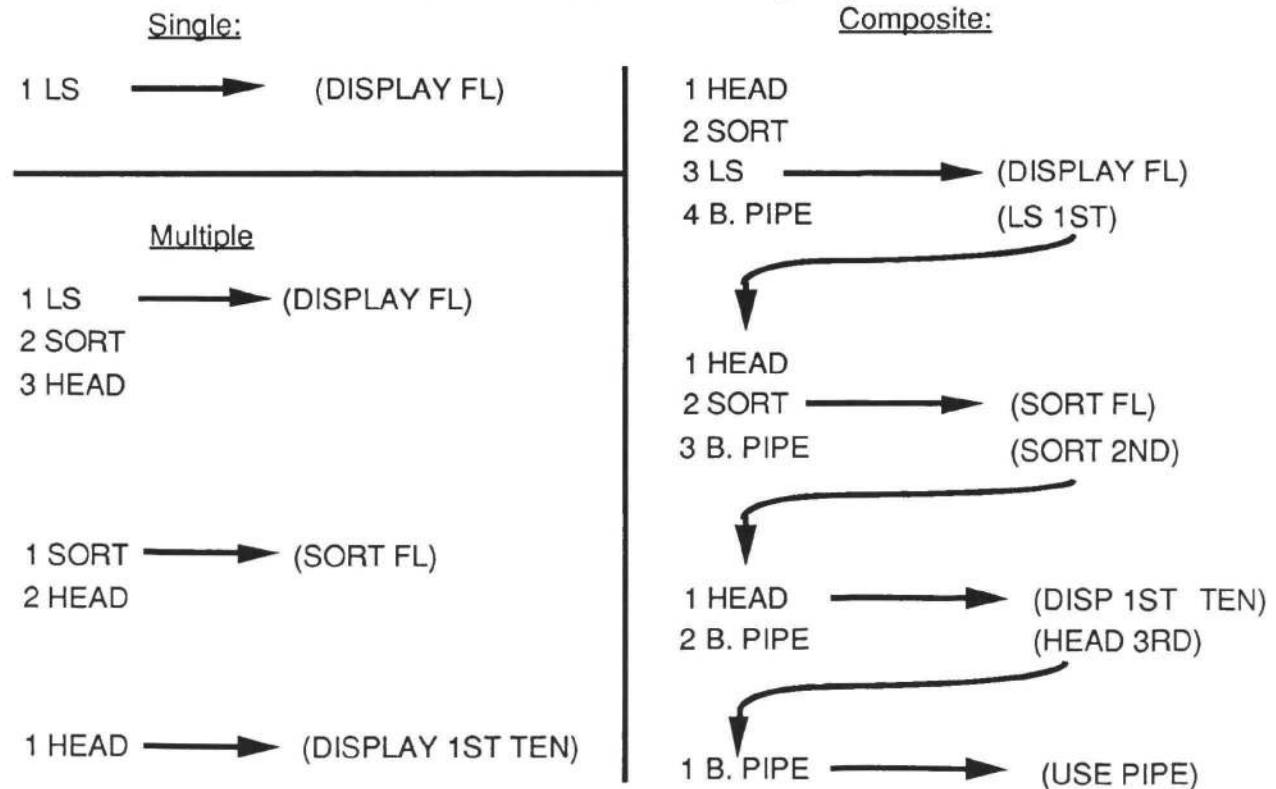 Single:
1 LS (DISPLAY FL)
Multiple
1 LS (DISPLAY FL)
2 SORT
3 HEAD
1 SORT (SORT FL)
2 HEAD
1 HEAD (DISPLAY 1ST TEN)
Composite:
1 HEAD
2 SORT
3 LS (DISPLAY FL)
4 B. PIPE (LS 1ST)
1 HEAD
2 SORT (SORT FL)
3 B. PIPE (SORT 2ND)
1 HEAD (DISP 1ST TEN)
2 B. PIPE (HEAD 3RD)
1 B. PIPE (USE PIPE)